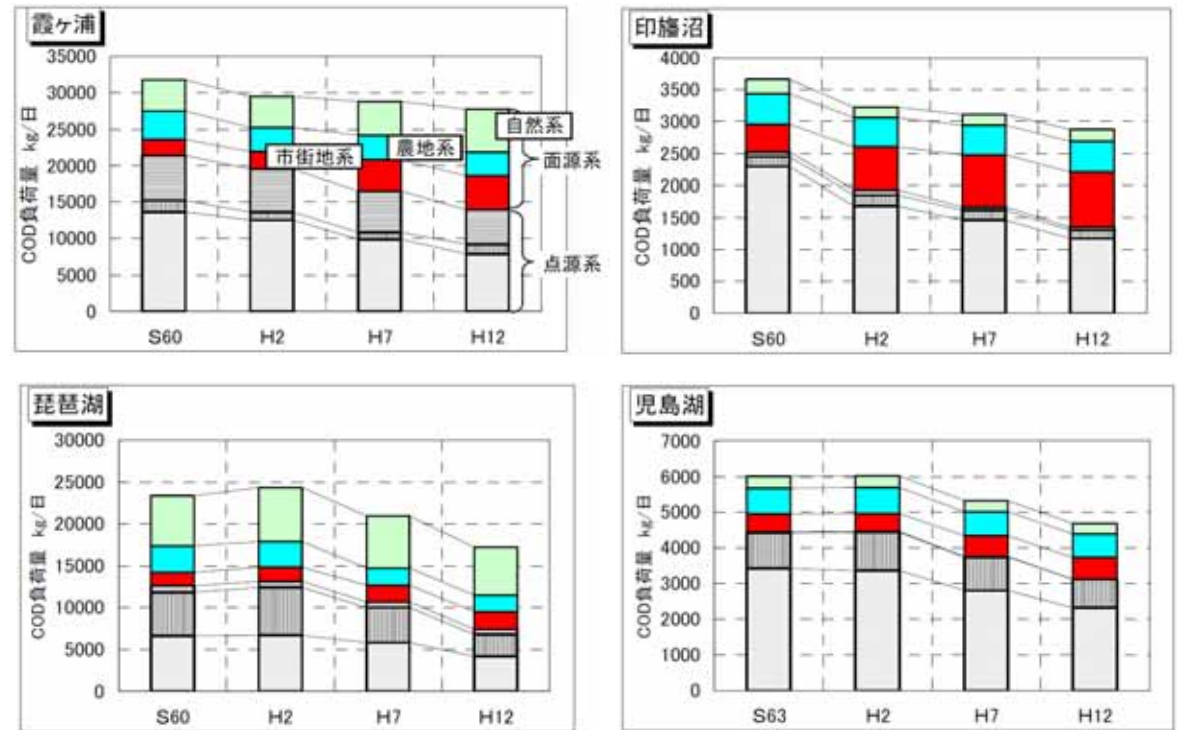 霞ヶ浦
COD負荷量 kg/日
35000
30000
25000
20000
15000
10000
5000
0
市街地系
農地系
自然系
面源系
点源系
S60 H2 H7 H12
印旛沼
COD負荷量 kg/日
4000
3500
3000
2500
2000
1500
1000
500
0
S60 H2 H7 H12
琵琶湖
COD負荷量 kg/日
30000
25000
20000
15000
10000
5000
0
S60 H2 H7 H12
児島湖
COD負荷量 kg/日
7000
6000
5000
4000
3000
2000
1000
0
S63 H2 H7 H12